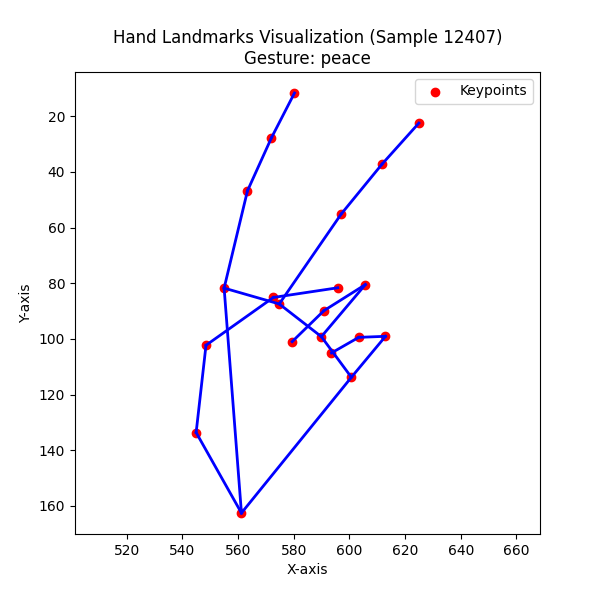 Hand Landmarks Visualization (Sample 12407)
Gesture: peace
Keypoints
20
40
60
80
100
120
140
160
Y-axis
520 540 560 580 600 620 640 660
X-axis